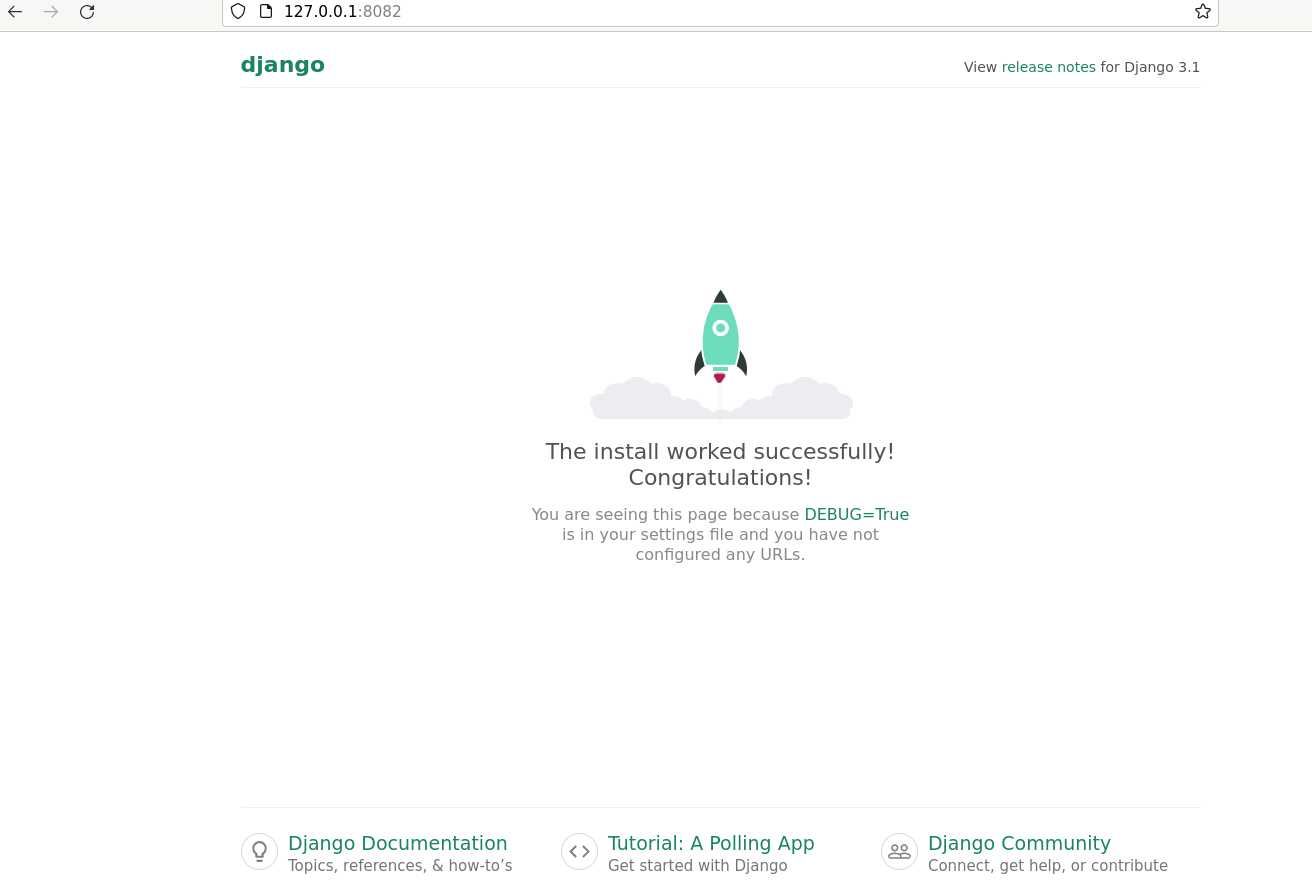 127.0.0.1:8082
django
View release notes for Django 3.1
The install worked successfully!
Congratulations!
You are seeing this page because DEBUG=True
is in your settings file and you have not
configured any URLs.
Django Documentation
Topics, references, & how-to’s
Tutorial: A Polling App
Get started with Django
Django Community
Connect, get help, or contribute